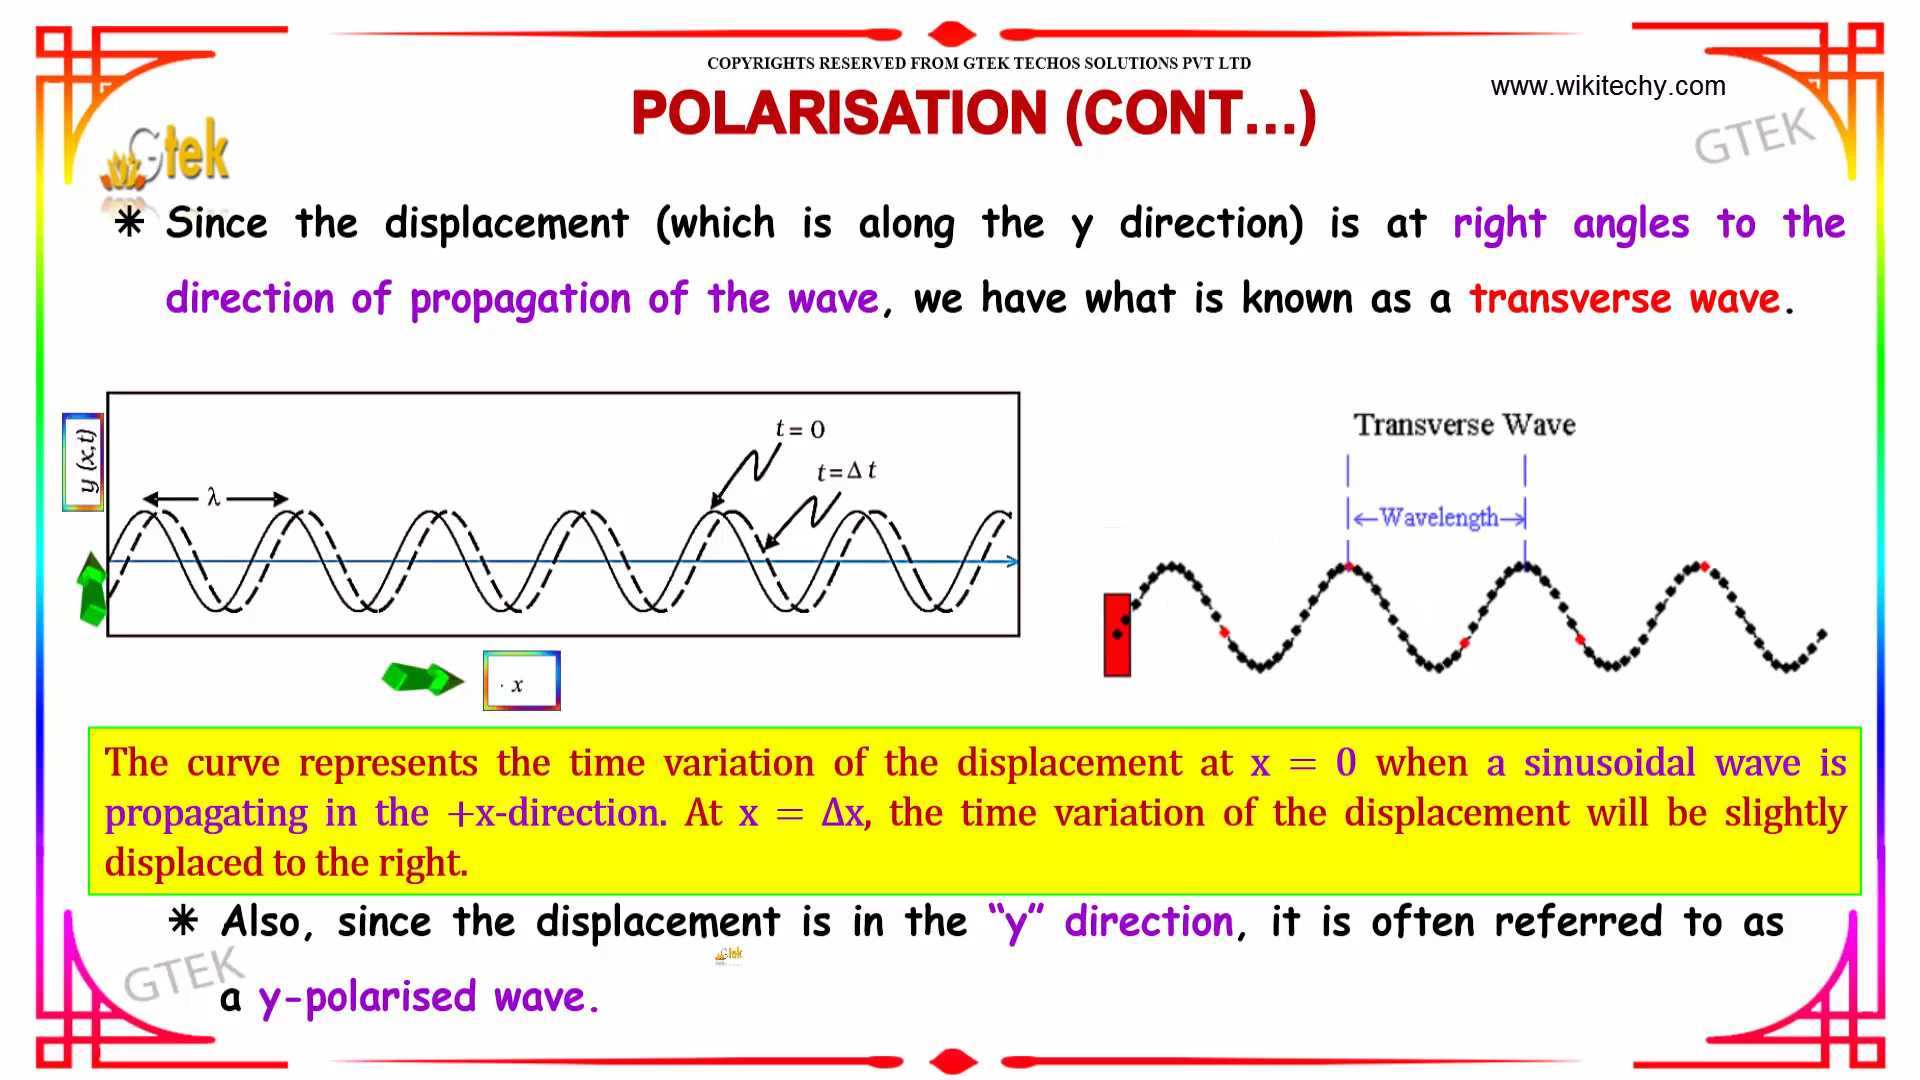 COPYRIGHTS RESERVED FROM GTEK TECHOS SOLUTIONS PVT LTD
www.wikitechy.com
POLARISATION (CONT...)
GTEK
Gtek
Since the displacement (which is along the y direction) is at right angles to the
direction of propagation of the wave, we have what is known as a transverse wave.
y (x,t)
t = 0
t = Δ t
λ
x
Transverse Wave
Wavelength
The curve represents the time variation of the displacement at x = 0 when a sinusoidal wave is
propagating in the +x-direction. At x = Δx, the time variation of the displacement will be slightly
displaced to the right.
Also, since the displacement is in the “y” direction, it is often referred to as
Gtek
a y-polarised wave.
GTEK